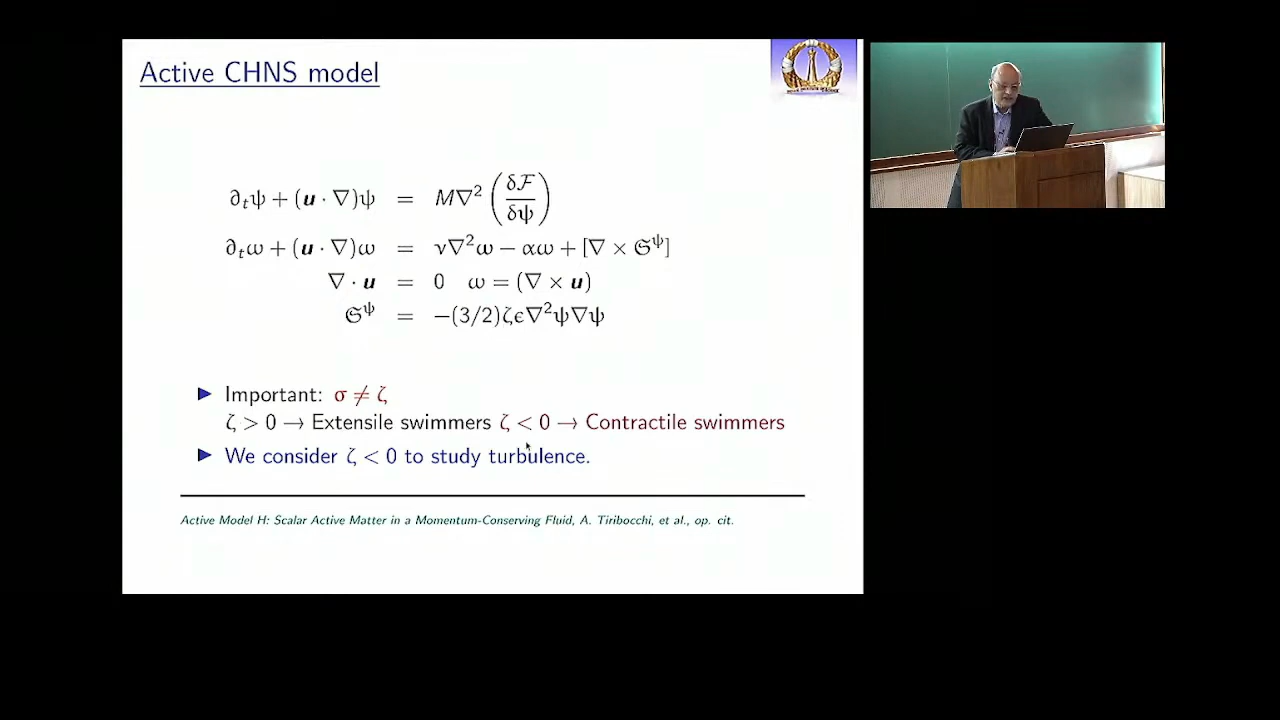 Active CHNS model
∂ₜψ + (u · ∇)ψ = M∇² (δℱ/δψ)
∂ₜω + (u · ∇)ω = ν∇²ω − αω + [∇ × 𝔖^ψ]
∇ · u = 0 ω = (∇ × u)
𝔖^ψ = −(3/2)ζϵ∇²ψ∇ψ
Important: σ ≠ ζ
ζ > 0 → Extensile swimmers ζ < 0 → Contractile swimmers
We consider ζ < 0 to study turbulence.
Active Model H: Scalar Active Matter in a Momentum-Conserving Fluid, A. Tiribocchi, et al., op. cit.